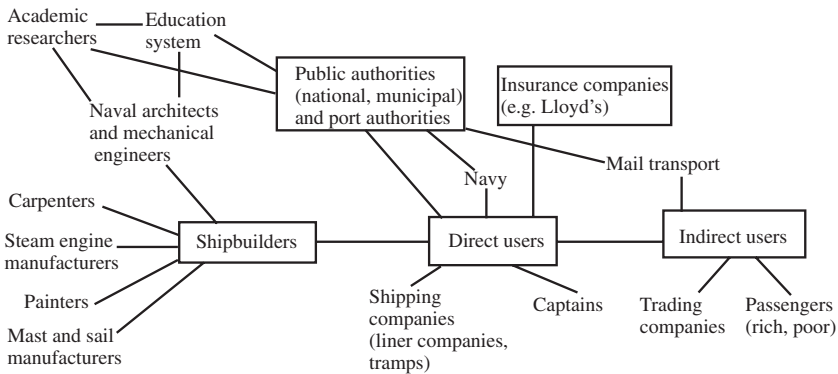 Academic
researchers
Education
system
Public authorities
(national, municipal)
and port authorities
Insurance companies
(e.g. Lloyd's)
Naval architects
and mechanical
engineers
Mail transport
Navy
Carpenters
Steam engine
manufacturers
Painters
Mast and sail
manufacturers
Shipbuilders
Direct users
Indirect users
Shipping
companies
(liner companies,
tramps)
Captains
Trading
companies
Passengers
(rich, poor)